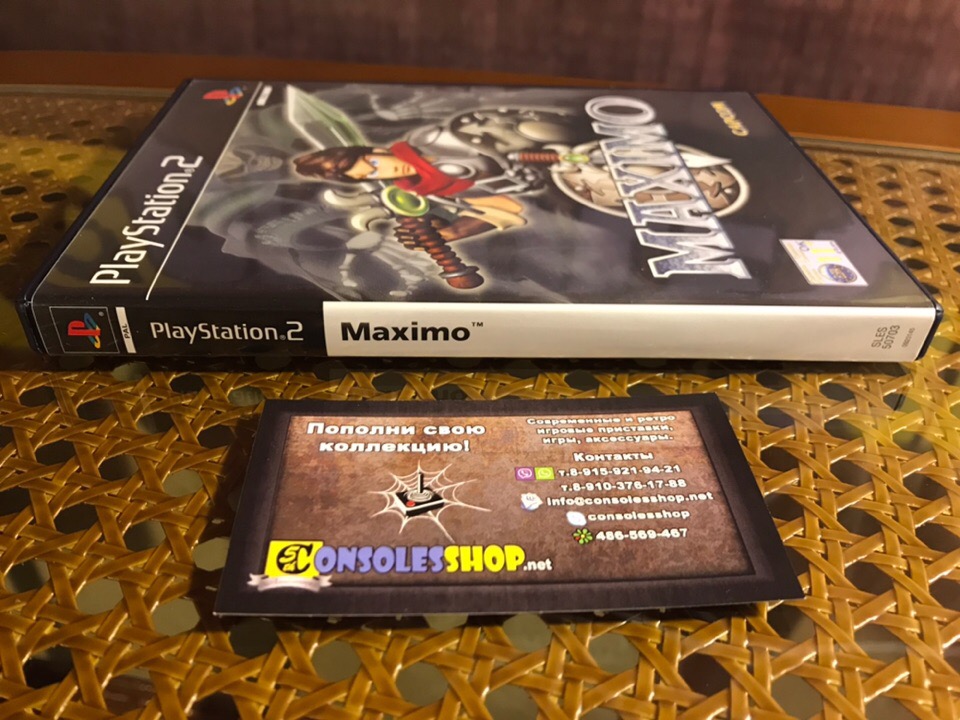 PlayStation.2
CAPCOM
MAXIMO
11
PAL
PlayStation.2
Maximo™
SLES
50703
Пополни свою
коллекцию!
Современные и ретро
игровые приставки,
игры, аксессуары.
Контакты
т.8-915-921-94-21
т.8-910-376-17-88
info@consolesshop.net
consolesshop
486-569-467
CONSOLESSHOP.net